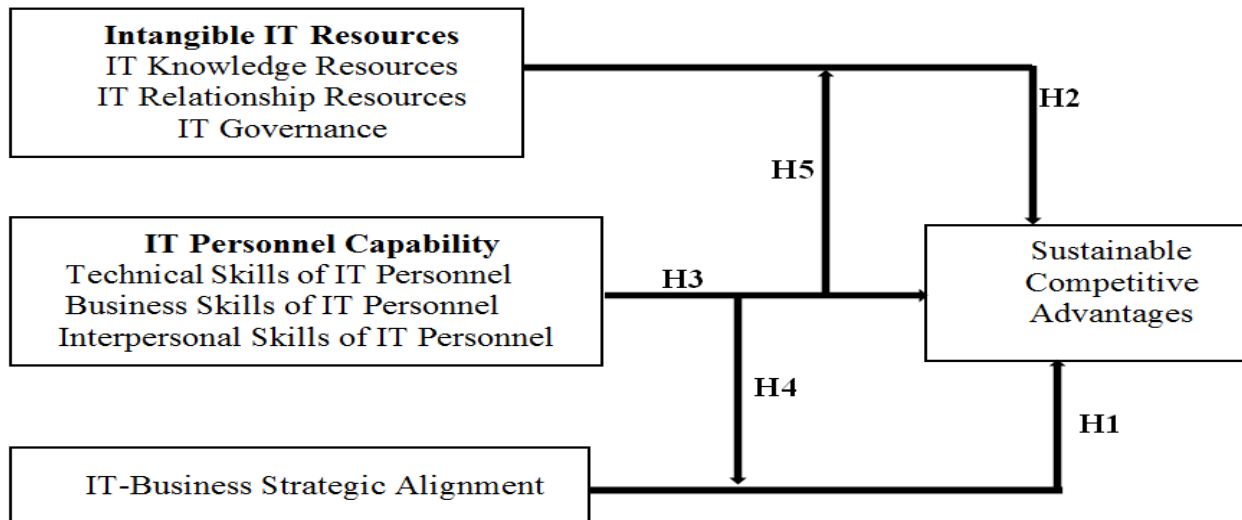 Intangible IT Resources
IT Knowledge Resources
IT Relationship Resources
IT Governance
H2
H5
IT Personnel Capability
Technical Skills of IT Personnel
Business Skills of IT Personnel
Interpersonal Skills of IT Personnel
H3
Sustainable
Competitive
Advantages
H4
H1
IT-Business Strategic Alignment